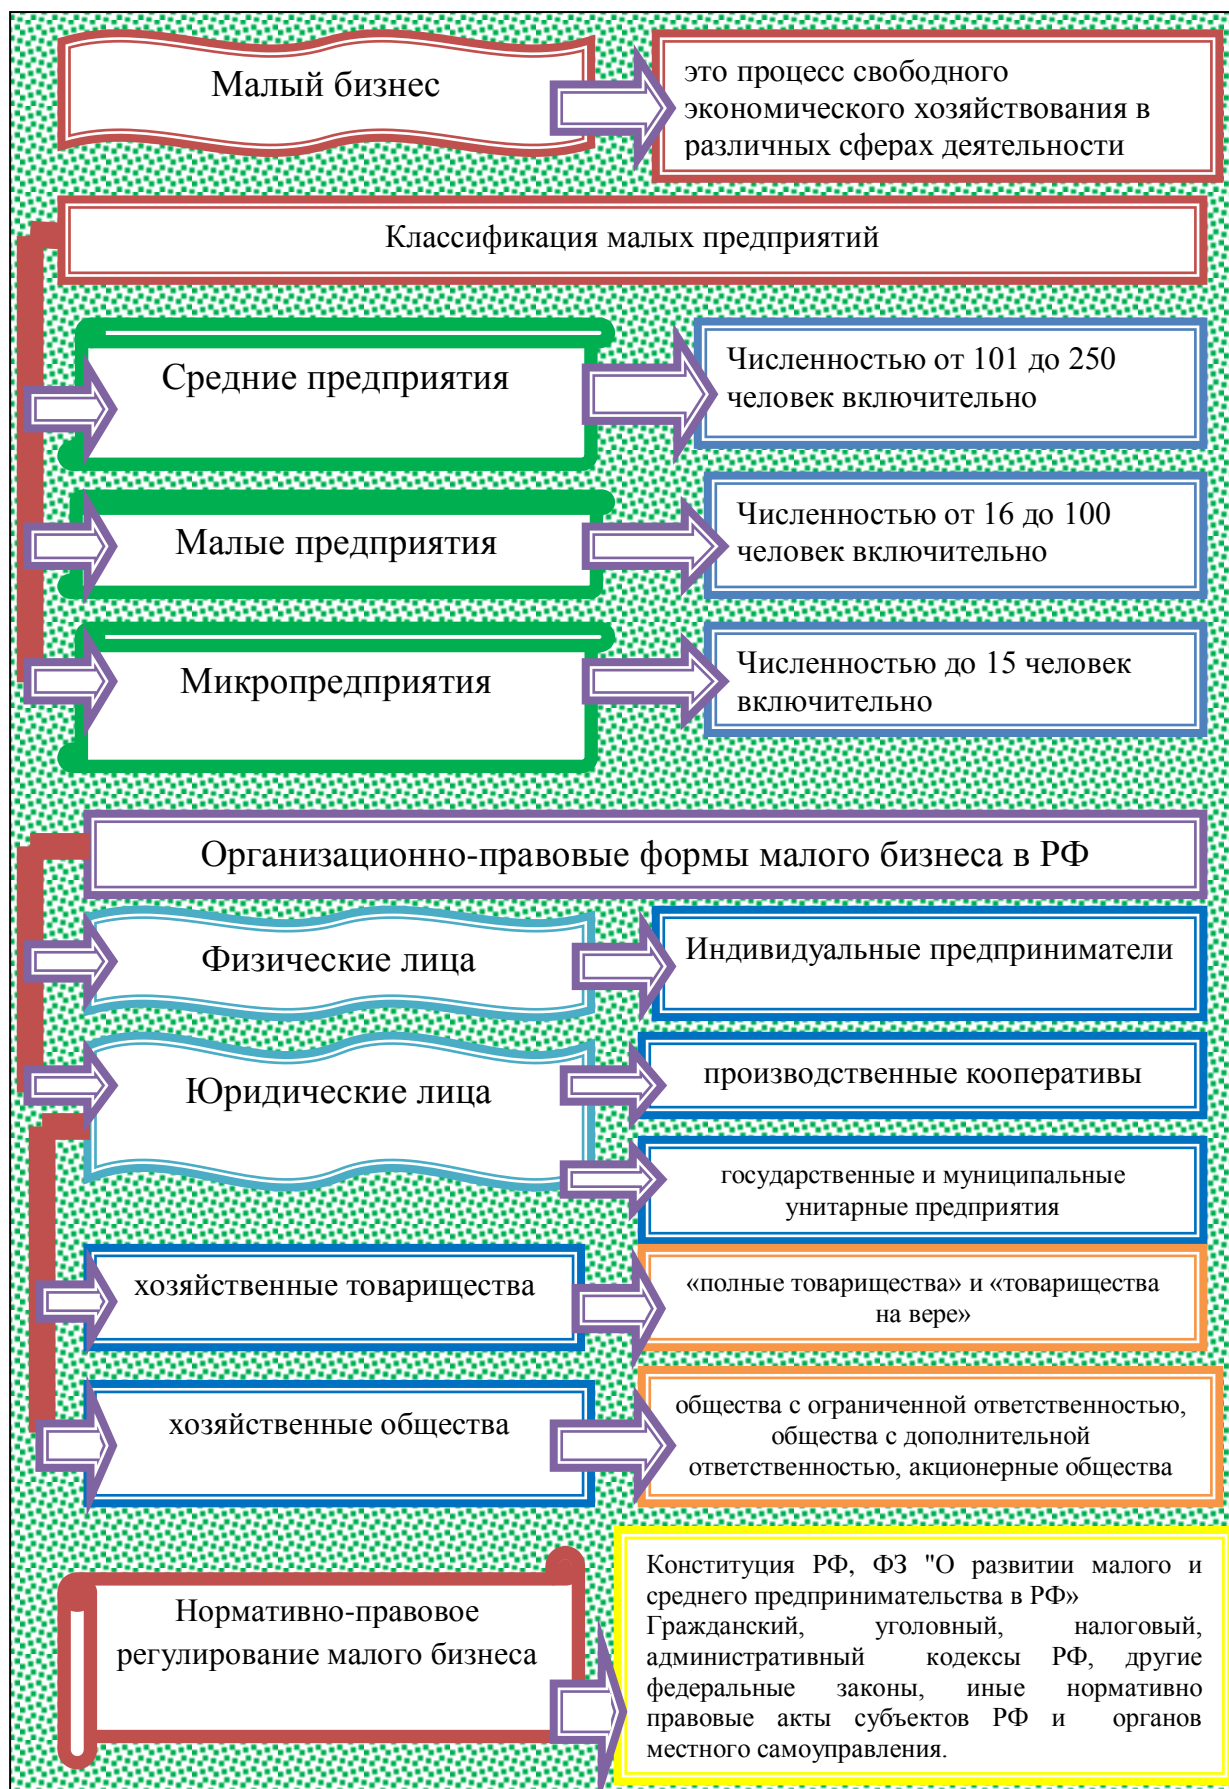 Малый бизнес
это процесс свободного
экономического хозяйствования в
различных сферах деятельности
Классификация малых предприятий
Средние предприятия
Численностью от 101 до 250
человек включительно
Малые предприятия
Численностью от 16 до 100
человек включительно
Микропредприятия
Численностью до 15 человек
включительно
Организационно-правовые формы малого бизнеса в РФ
Физические лица
Индивидуальные предприниматели
Юридические лица
производственные кооперативы
государственные и муниципальные
унитарные предприятия
хозяйственные товарищества
«полные товарищества» и «товарищества
на вере»
хозяйственные общества
общества с ограниченной ответственностью,
общества с дополнительной
ответственностью, акционерные общества
Нормативно-правовое
регулирование малого бизнеса
Конституция РФ, ФЗ "О развитии малого и
среднего предпринимательства в РФ»
Гражданский, уголовный, налоговый,
административный кодексы РФ, другие
федеральные законы, иные нормативно
правовые акты субъектов РФ и органов
местного самоуправления.